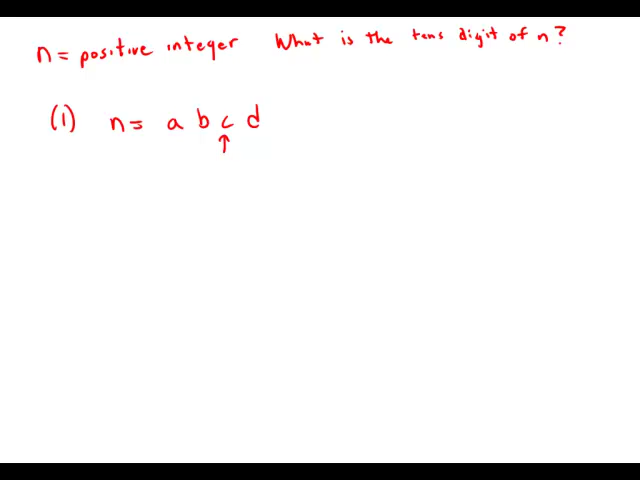 n = positive integer What is the tens digit of n?
(1) n = a b c d
↑